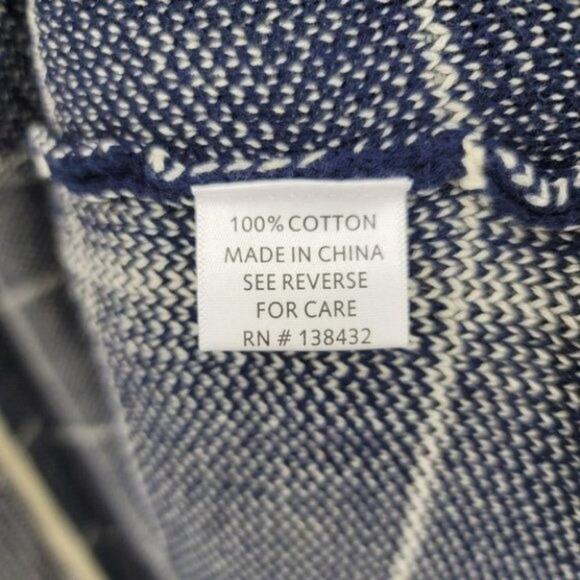 100% COTTON
MADE IN CHINA
SEE REVERSE
FOR CARE
RN # 138432